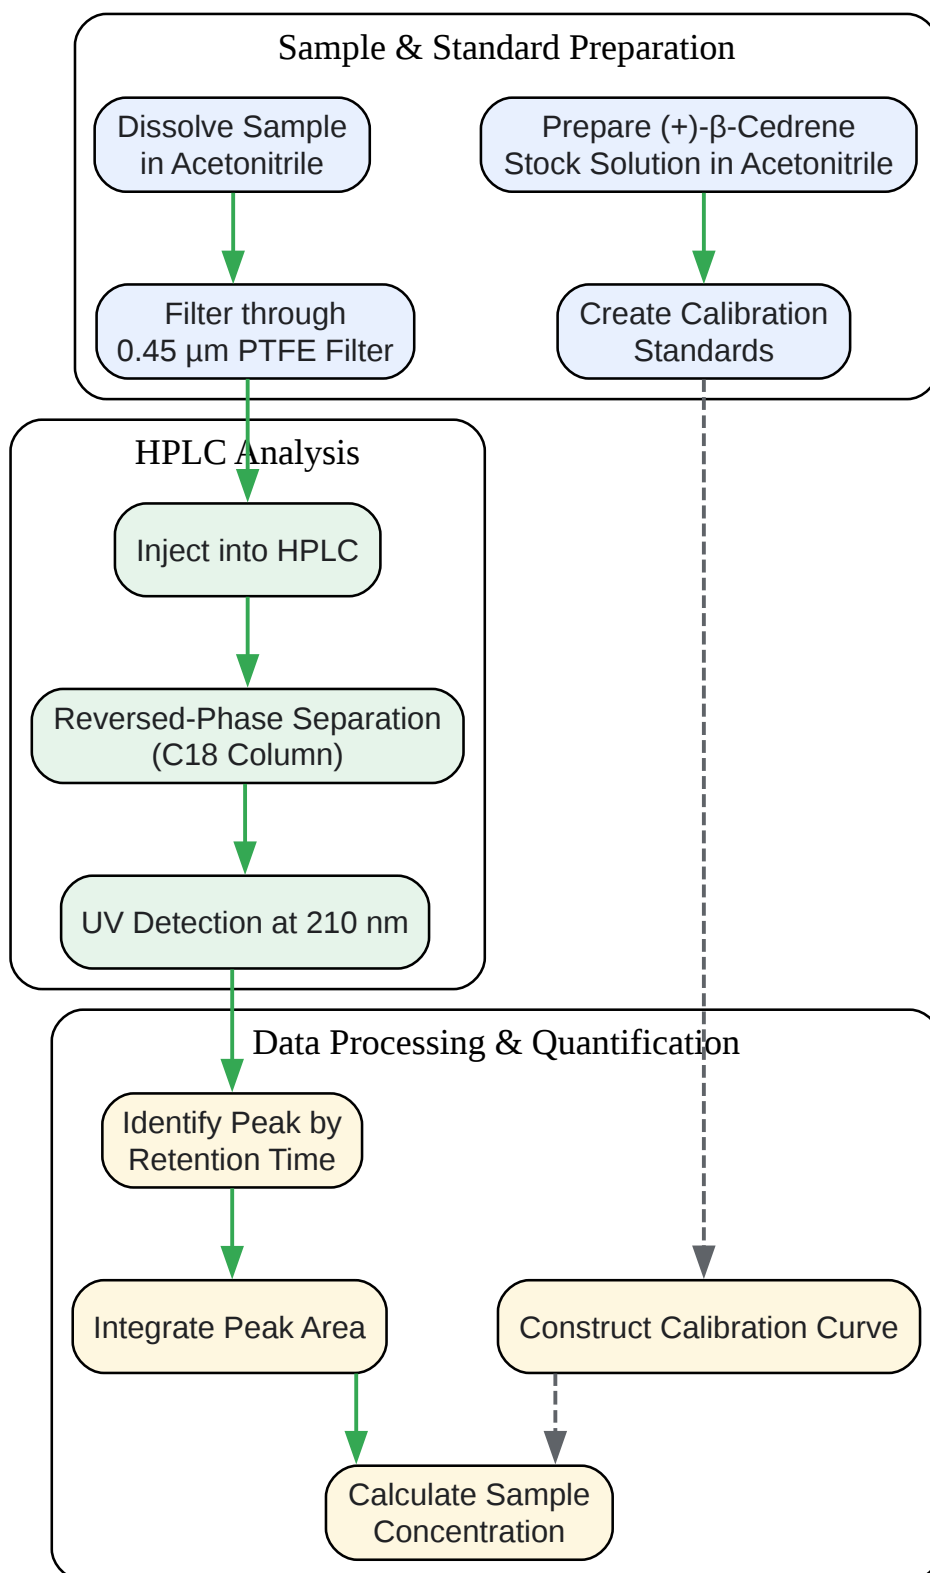 Sample & Standard Preparation
Dissolve Sample
in Acetonitrile
Prepare (+)-β-Cedrene
Stock Solution in Acetonitrile
Filter through
0.45 µm PTFE Filter
Create Calibration
Standards
HPLC Analysis
Inject into HPLC
Reversed-Phase Separation
(C18 Column)
UV Detection at 210 nm
Data Processing & Quantification
Identify Peak by
Retention Time
Integrate Peak Area
Construct Calibration Curve
Calculate Sample
Concentration